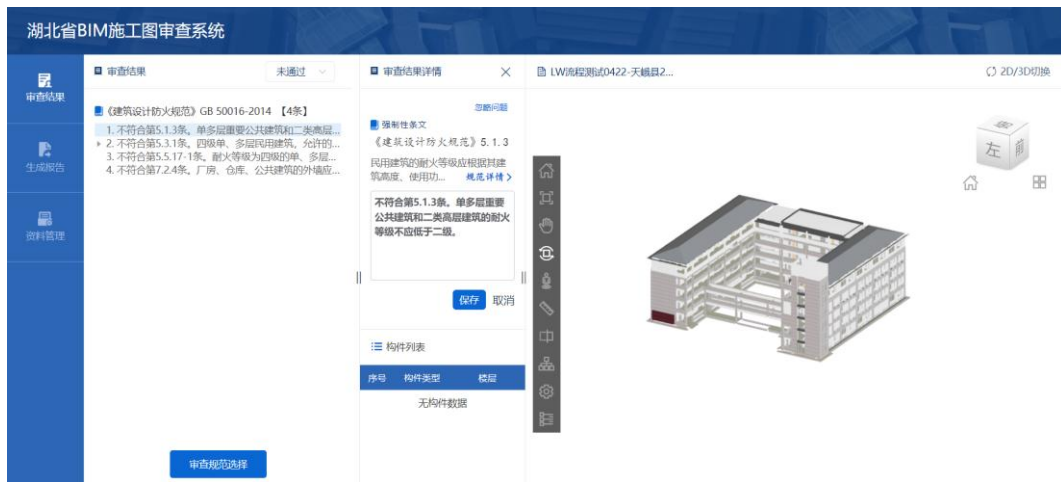 湖北省BIM施工图审查系统
审查结果
生成报告
资料管理
审查结果
未通过
《建筑设计防火规范》GB 50016-2014 【4条】
1. 不符合第5.1.3条。单多层重要公共建筑和二类高层...
2. 不符合第5.3.1条。四级单、多层民用建筑，允许的...
3. 不符合第5.5.17-1条。耐火等级为四级的单、多层...
4. 不符合第7.2.4条。厂房、仓库、公共建筑的外墙应...
审查规范选择
审查结果详情
忽略问题
强制性条文
《建筑设计防火规范》5.1.3
民用建筑的耐火等级应根据其建
筑高度、使用功... 规范详情
不符合第5.1.3条。单多层重要
公共建筑和二类高层建筑的耐火
等级不应低于二级。
保存 取消
构件列表
序号 构件类型 楼层
无构件数据
LW流程测试0422-天峨县2...
2D/3D切换
左 前